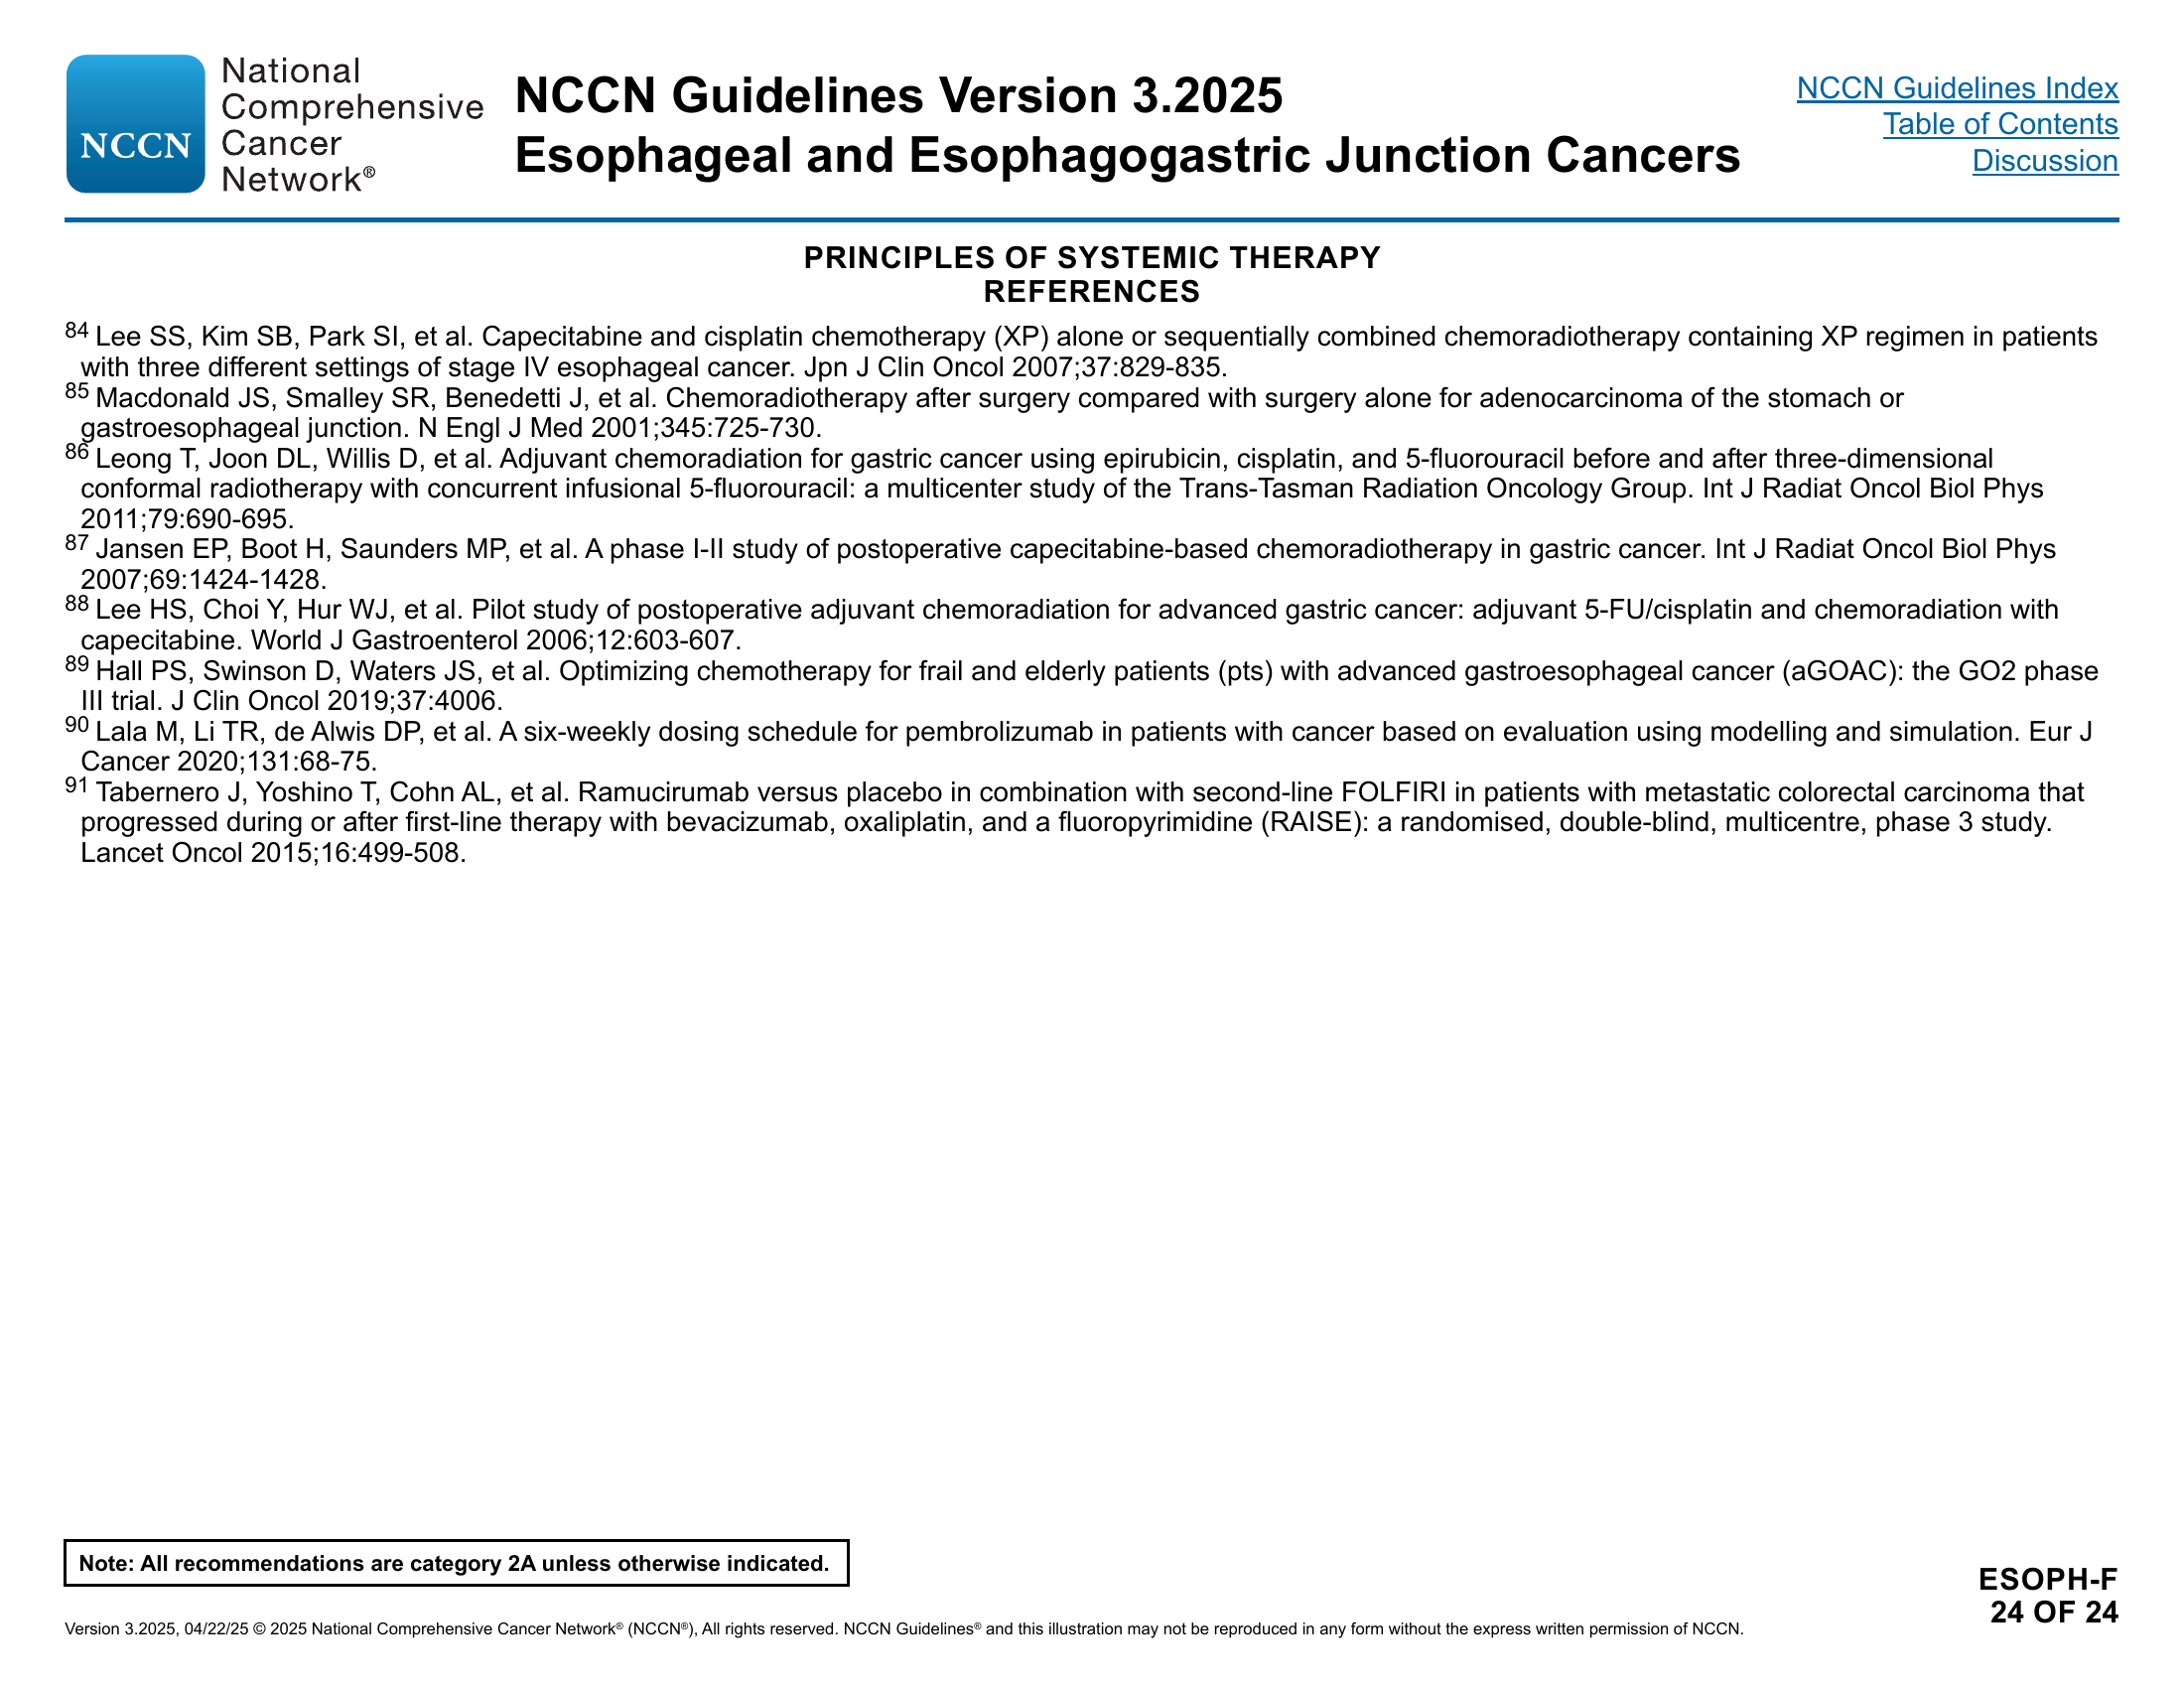 National
Comprehensive
NCCN Cancer
Network®
NCCN Guidelines Version 3.2025
Esophageal and Esophagogastric Junction Cancers
NCCN Guidelines Index
Table of Contents
Discussion
PRINCIPLES OF SYSTEMIC THERAPY
REFERENCES
84 Lee SS, Kim SB, Park SI, et al. Capecitabine and cisplatin chemotherapy (XP) alone or sequentially combined chemoradiotherapy containing XP regimen in patients
with three different settings of stage IV esophageal cancer. Jpn J Clin Oncol 2007;37:829-835.
85 Macdonald JS, Smalley SR, Benedetti J, et al. Chemoradiotherapy after surgery compared with surgery alone for adenocarcinoma of the stomach or
gastroesophageal junction. N Engl J Med 2001;345:725-730.
86 Leong T, Joon DL, Willis D, et al. Adjuvant chemoradiation for gastric cancer using epirubicin, cisplatin, and 5-fluorouracil before and after three-dimensional
conformal radiotherapy with concurrent infusional 5-fluorouracil: a multicenter study of the Trans-Tasman Radiation Oncology Group. Int J Radiat Oncol Biol Phys
2011;79:690-695.
87 Jansen EP, Boot H, Saunders MP, et al. A phase I-II study of postoperative capecitabine-based chemoradiotherapy in gastric cancer. Int J Radiat Oncol Biol Phys
2007;69:1424-1428.
88 Lee HS, Choi Y, Hur WJ, et al. Pilot study of postoperative adjuvant chemoradiation for advanced gastric cancer: adjuvant 5-FU/cisplatin and chemoradiation with
capecitabine. World J Gastroenterol 2006;12:603-607.
89 Hall PS, Swinson D, Waters JS, et al. Optimizing chemotherapy for frail and elderly patients (pts) with advanced gastroesophageal cancer (aGOAC): the GO2 phase
III trial. J Clin Oncol 2019;37:4006.
90 Lala M, Li TR, de Alwis DP, et al. A six-weekly dosing schedule for pembrolizumab in patients with cancer based on evaluation using modelling and simulation. Eur J
Cancer 2020;131:68-75.
91 Tabernero J, Yoshino T, Cohn AL, et al. Ramucirumab versus placebo in combination with second-line FOLFIRI in patients with metastatic colorectal carcinoma that
progressed during or after first-line therapy with bevacizumab, oxaliplatin, and a fluoropyrimidine (RAISE): a randomised, double-blind, multicentre, phase 3 study.
Lancet Oncol 2015;16:499-508.
Note: All recommendations are category 2A unless otherwise indicated.
ESOPH-F
24 OF 24
Version 3.2025, 04/22/25 © 2025 National Comprehensive Cancer Network® (NCCN®), All rights reserved. NCCN Guidelines® and this illustration may not be reproduced in any form without the express written permission of NCCN.